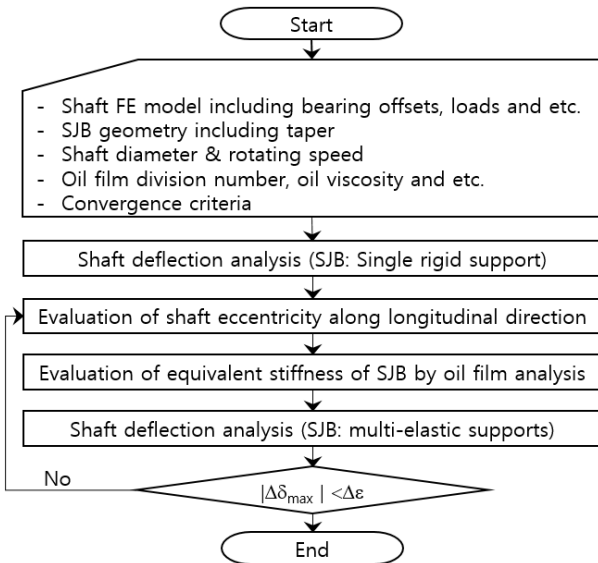 Start
- Shaft FE model including bearing offsets, loads and etc.
- SJB geometry including taper
- Shaft diameter & rotating speed
- Oil film division number, oil viscosity and etc.
- Convergence criteria
Shaft deflection analysis (SJB: Single rigid support)
Evaluation of shaft eccentricity along longitudinal direction
Evaluation of equivalent stiffness of SJB by oil film analysis
Shaft deflection analysis (SJB: multi-elastic supports)
No
|Δδmax | <Δε
End